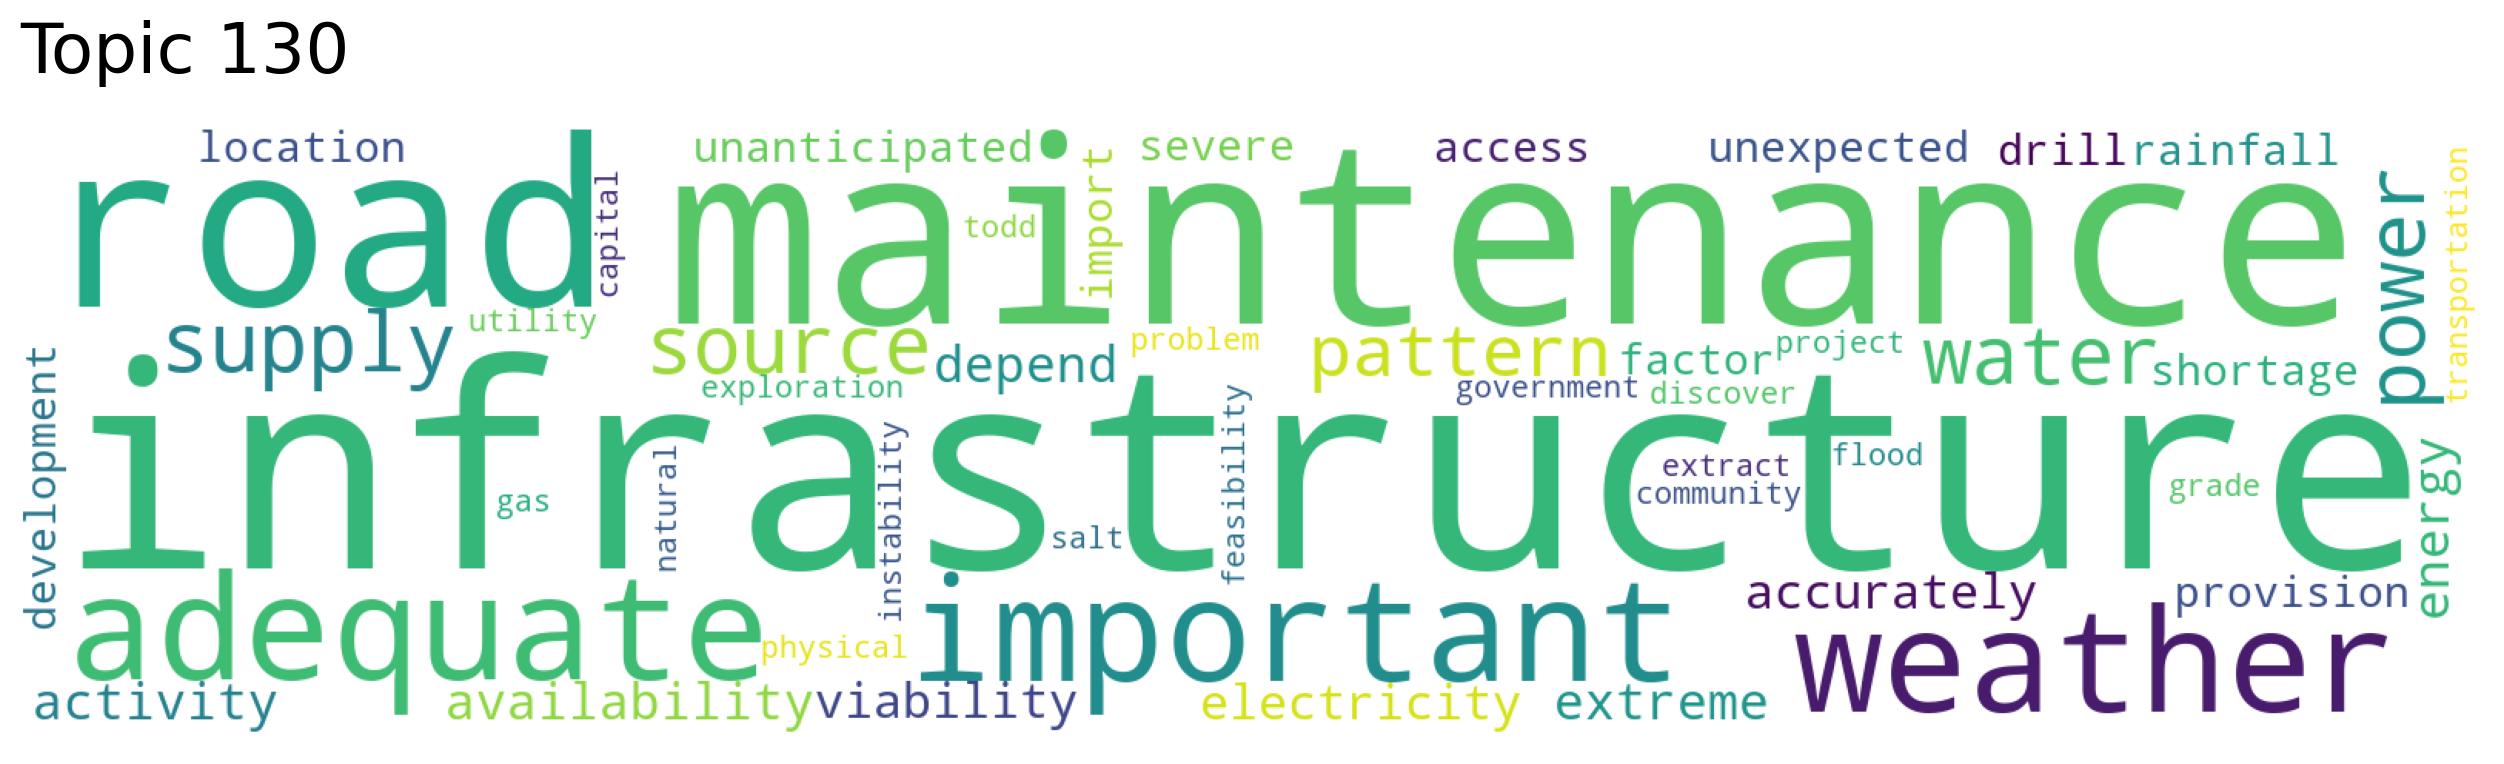 Topic 130
location unanticipated severe access unexpected drill rainfall
road capital maintenance todd import power transportation
supply utility source depend problem pattern factor project water shortage
exploration government discover
development infrastructure gas natural instability salt feasibility extract flood community grade energy
adequate physical important accurately provision
weather
activity availability viability electricity extreme